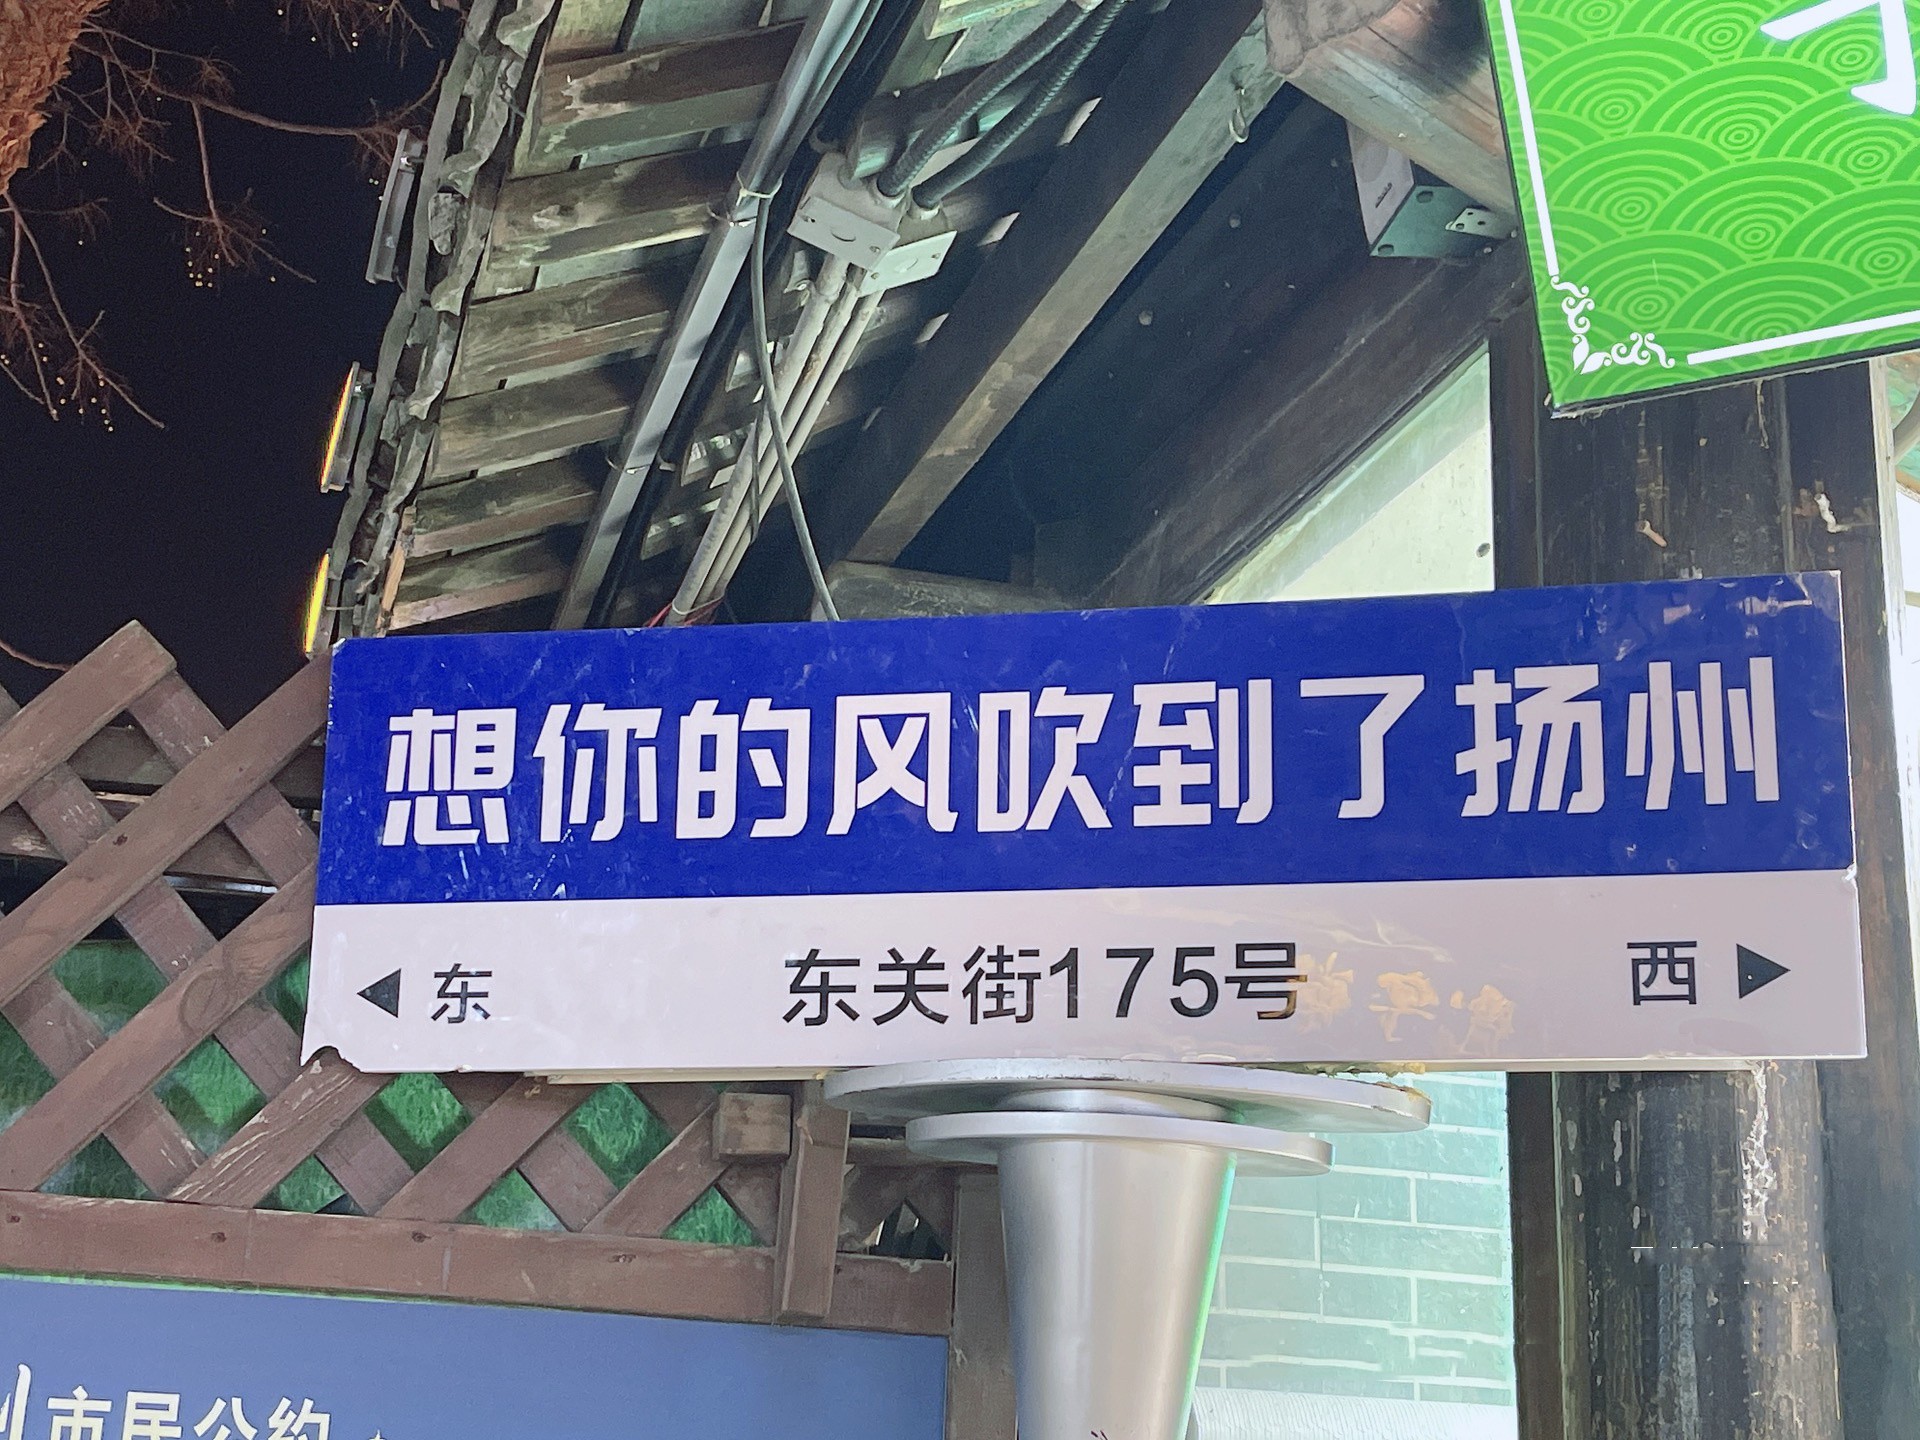 想你的风吹到了扬州
◀ 东 东关街175号 西 ▶
市民公约